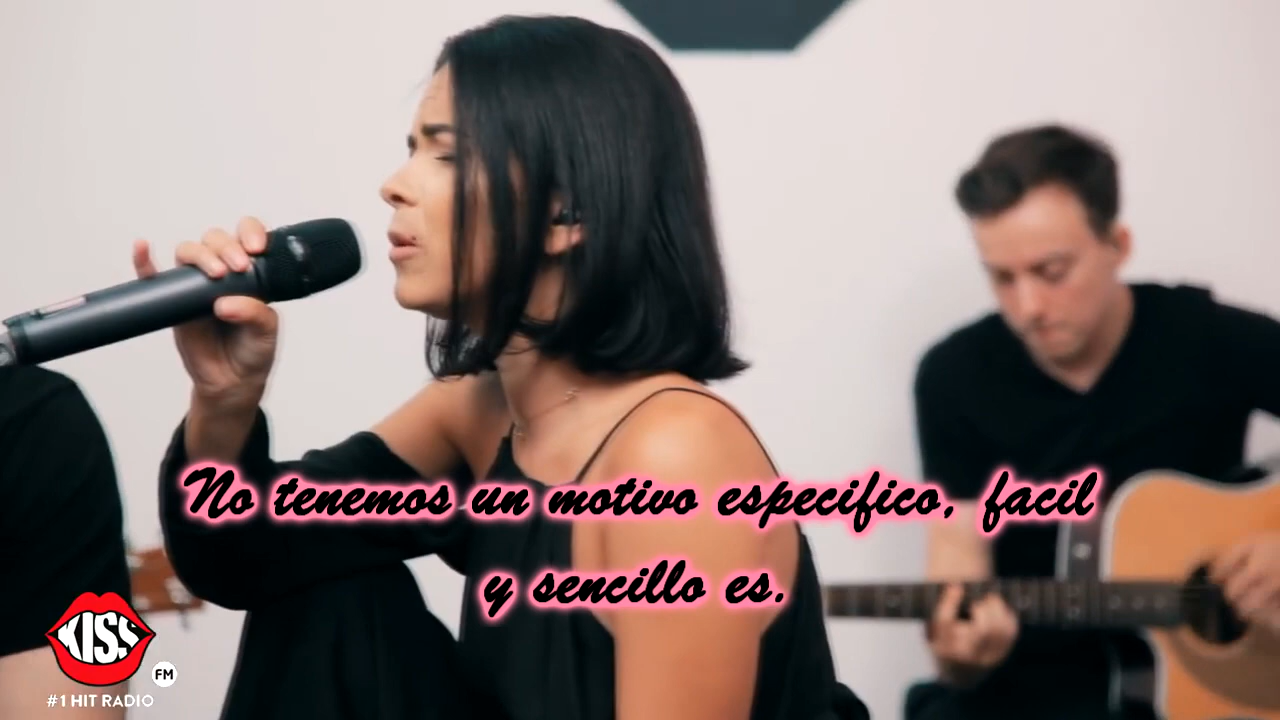 No tenemos un motivo especifico, facil
y sencillo es.
KISS
FM
#1 HIT RADIO